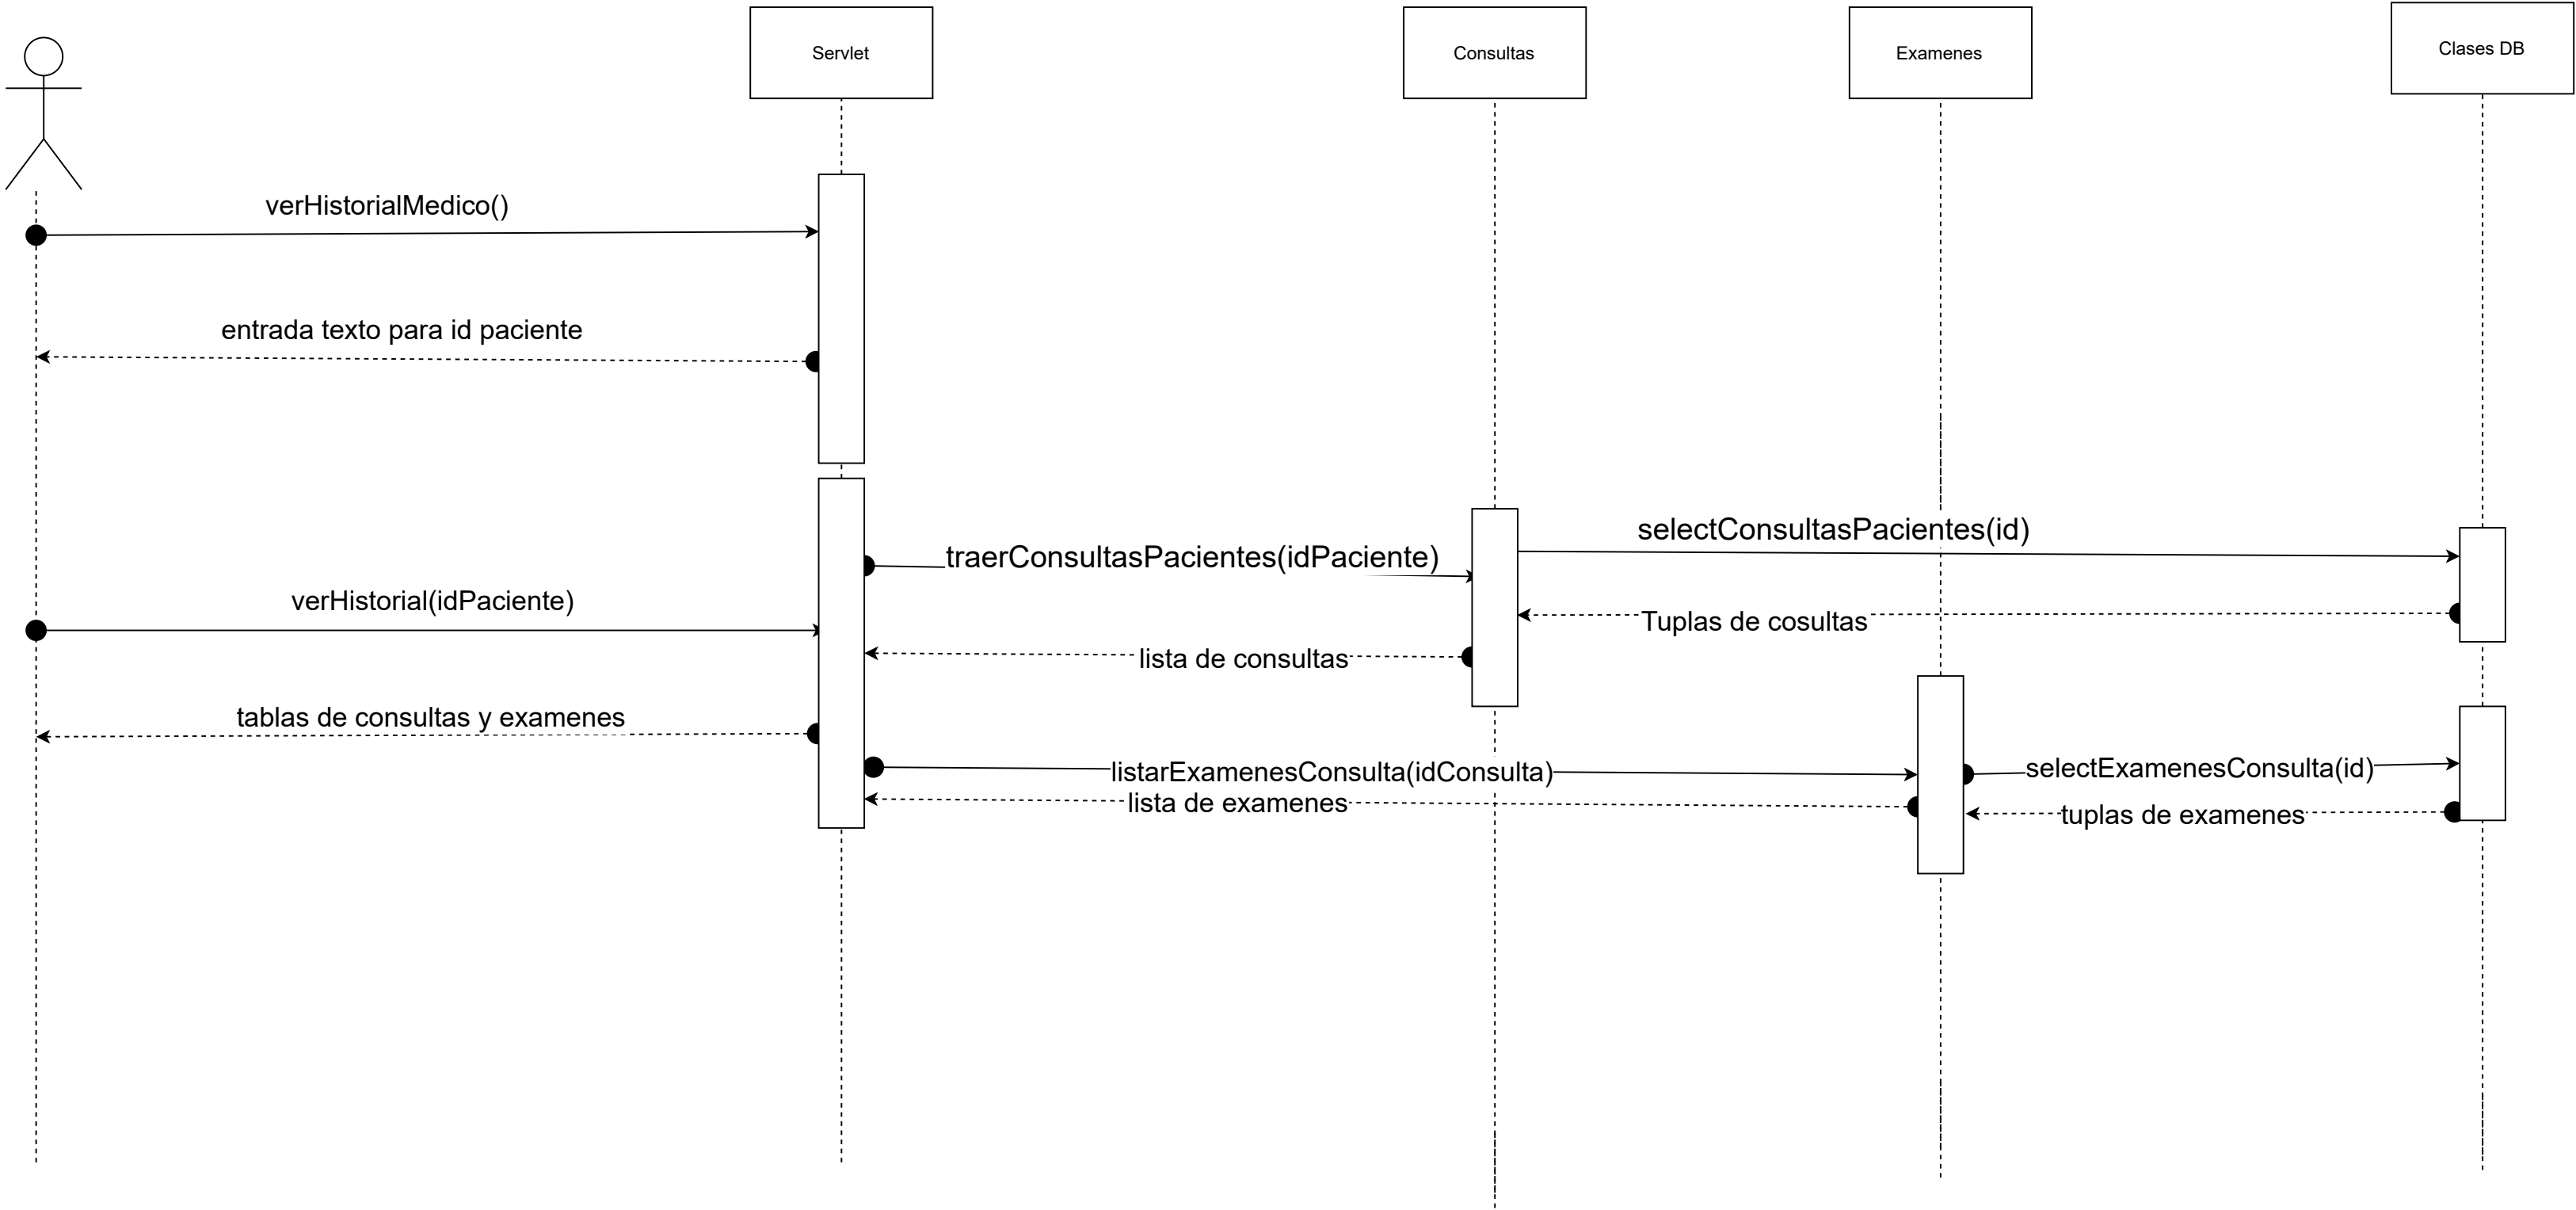 Servlet
Consultas
Examenes
Clases DB
verHistorialMedico()
entrada texto para id paciente
selectConsultasPacientes(id)
traerConsultasPacientes(idPaciente)
verHistorial(idPaciente)
Tuplas de cosultas
lista de consultas
tablas de consultas y examenes
listarExamenesConsulta(idConsulta)
selectExamenesConsulta(id)
lista de examenes
tuplas de examenes